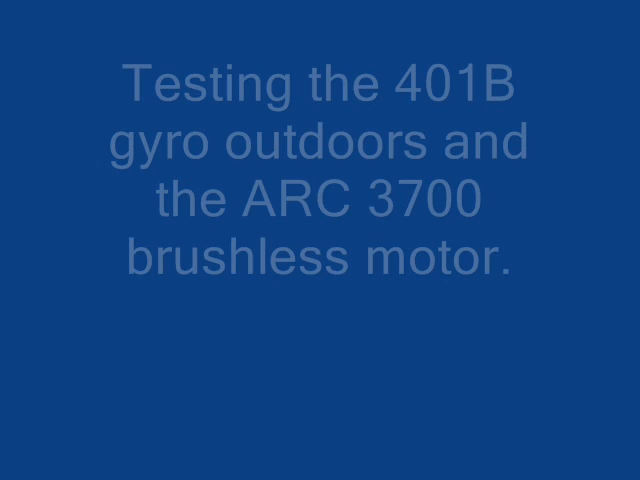 Testing the 401B
gyro outdoors and
the ARC 3700
brushless motor.